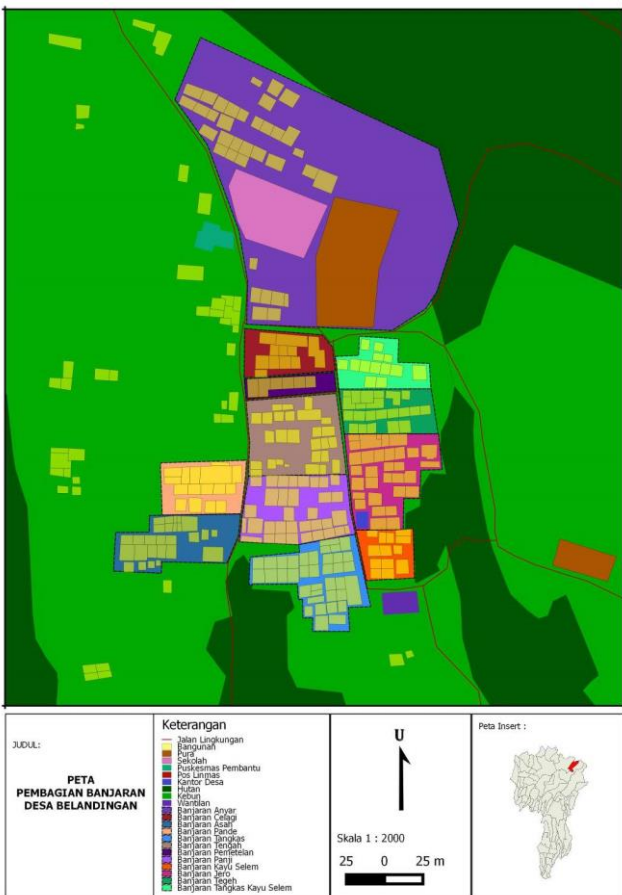 JUDUL:
PETA
PEMBAGIAN BANJARAN
DESA BELANDINGAN
Keterangan
Jalan Lingkungan
Bangunan
Pura
Sekolah
Puskesmas Pembantu
Pos Linmas
Kantor Desa
Hutan
Kebun
Wantilan
Banjaran Anyar
Banjaran Celagi
Banjaran Asah
Banjaran Pande
Banjaran Tangkas
Banjaran Tengah
Banjaran Pemetelan
Banjaran Panji
Banjaran Kayu Selem
Banjaran Jero
Banjaran Tegeh
Banjaran Tangkas Kayu Selem
U
Skala 1 : 2000
25 0 25 m
Peta Insert :